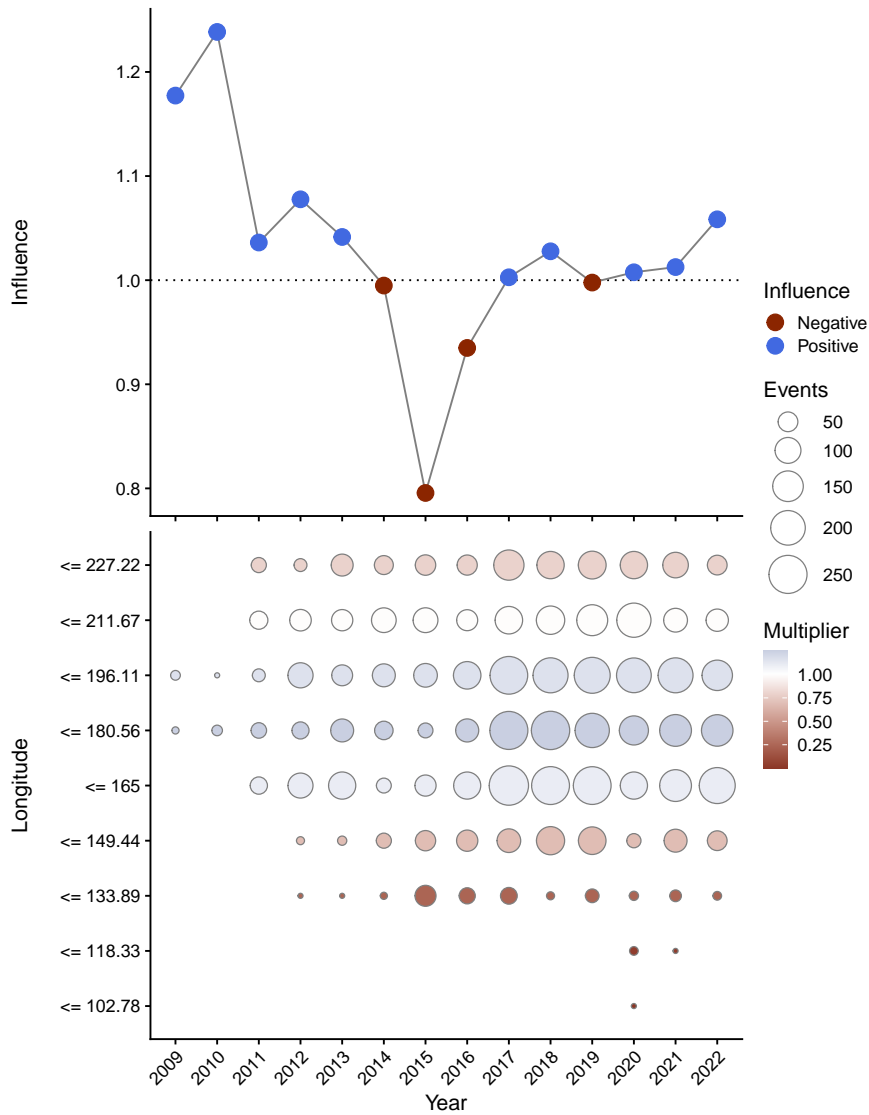 Influence
1.2
1.1
1.0
0.9
0.8
Longitude
<= 227.22
<= 211.67
<= 196.11
<= 180.56
<= 165
<= 149.44
<= 133.89
<= 118.33
<= 102.78
2009 2010 2011 2012 2013 2014 2015 2016 2017 2018 2019 2020 2021 2022
Year
Influence
Negative
Positive
Events
50
100
150
200
250
Multiplier
1.00
0.75
0.50
0.25